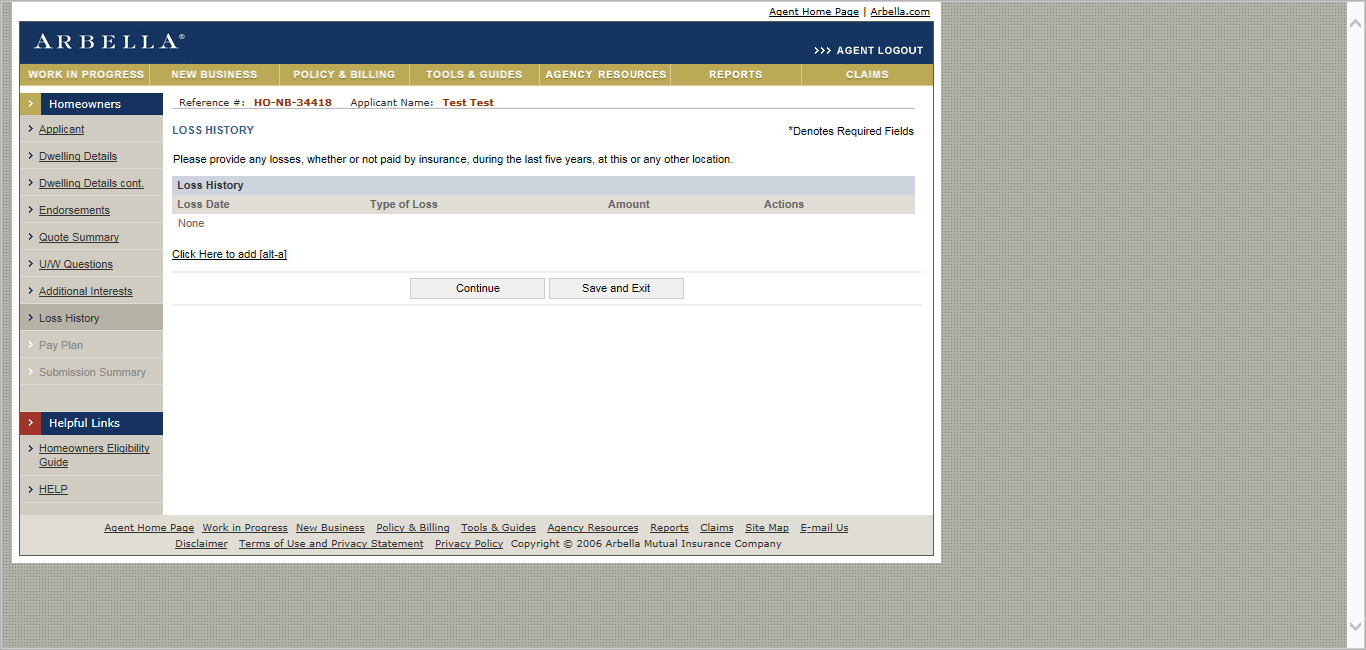 Agent Home Page | Arbella.com
ARBELLA®
>>> AGENT LOGOUT
WORK IN PROGRESS NEW BUSINESS POLICY & BILLING TOOLS & GUIDES AGENCY RESOURCES REPORTS CLAIMS
Homeowners
Applicant
Dwelling Details
Dwelling Details cont.
Endorsements
Quote Summary
U/W Questions
Additional Interests
Loss History
Pay Plan
Submission Summary
Helpful Links
Homeowners Eligibility
Guide
HELP
Reference #: HO-NB-34418 Applicant Name: Test Test
LOSS HISTORY
*Denotes Required Fields
Please provide any losses, whether or not paid by insurance, during the last five years, at this or any other location.
Loss History
Loss Date Type of Loss Amount Actions
None
Click Here to add [alt-a]
Continue Save and Exit
Agent Home Page Work in Progress New Business Policy & Billing Tools & Guides Agency Resources Reports Claims Site Map E-mail Us
Disclaimer Terms of Use and Privacy Statement Privacy Policy Copyright © 2006 Arbella Mutual Insurance Company